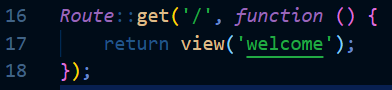 16 Route::get('/', function () {
17     return view('welcome');
18 });